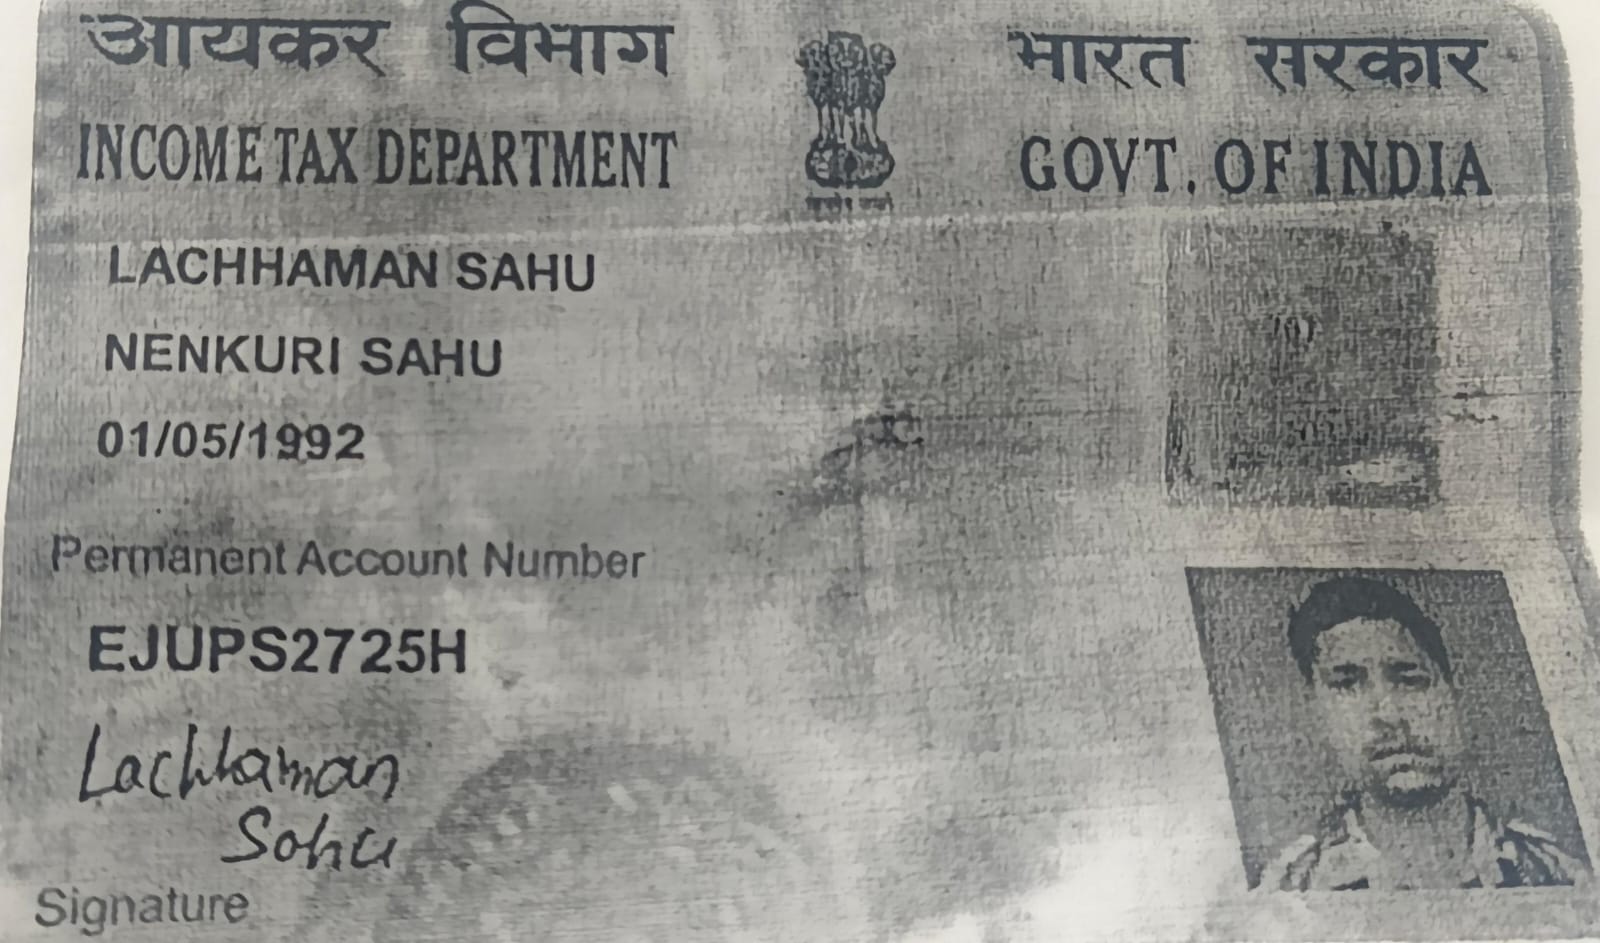 आयकर विभाग
भारत सरकार
INCOME TAX DEPARTMENT
GOVT. OF INDIA
LACHHAMAN SAHU
NENKURI SAHU
01/05/1992
Permanent Account Number
EJUPS2725H
Lachhaman
Sahu
Signature